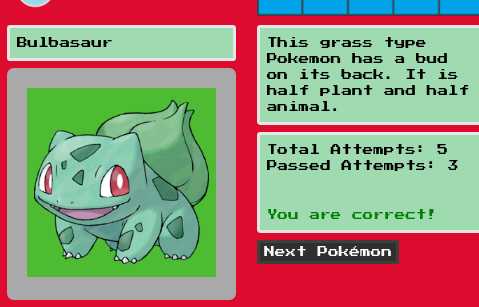 Bulbasaur
This grass type
Pokemon has a bud
on its back. It is
half plant and half
animal.
Total Attempts: 5
Passed Attempts: 3
You are correct!
Next Pokémon